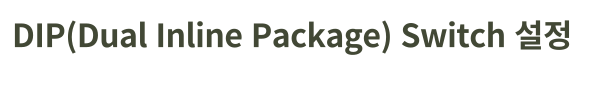 DIP(Dual Inline Package) Switch 설정